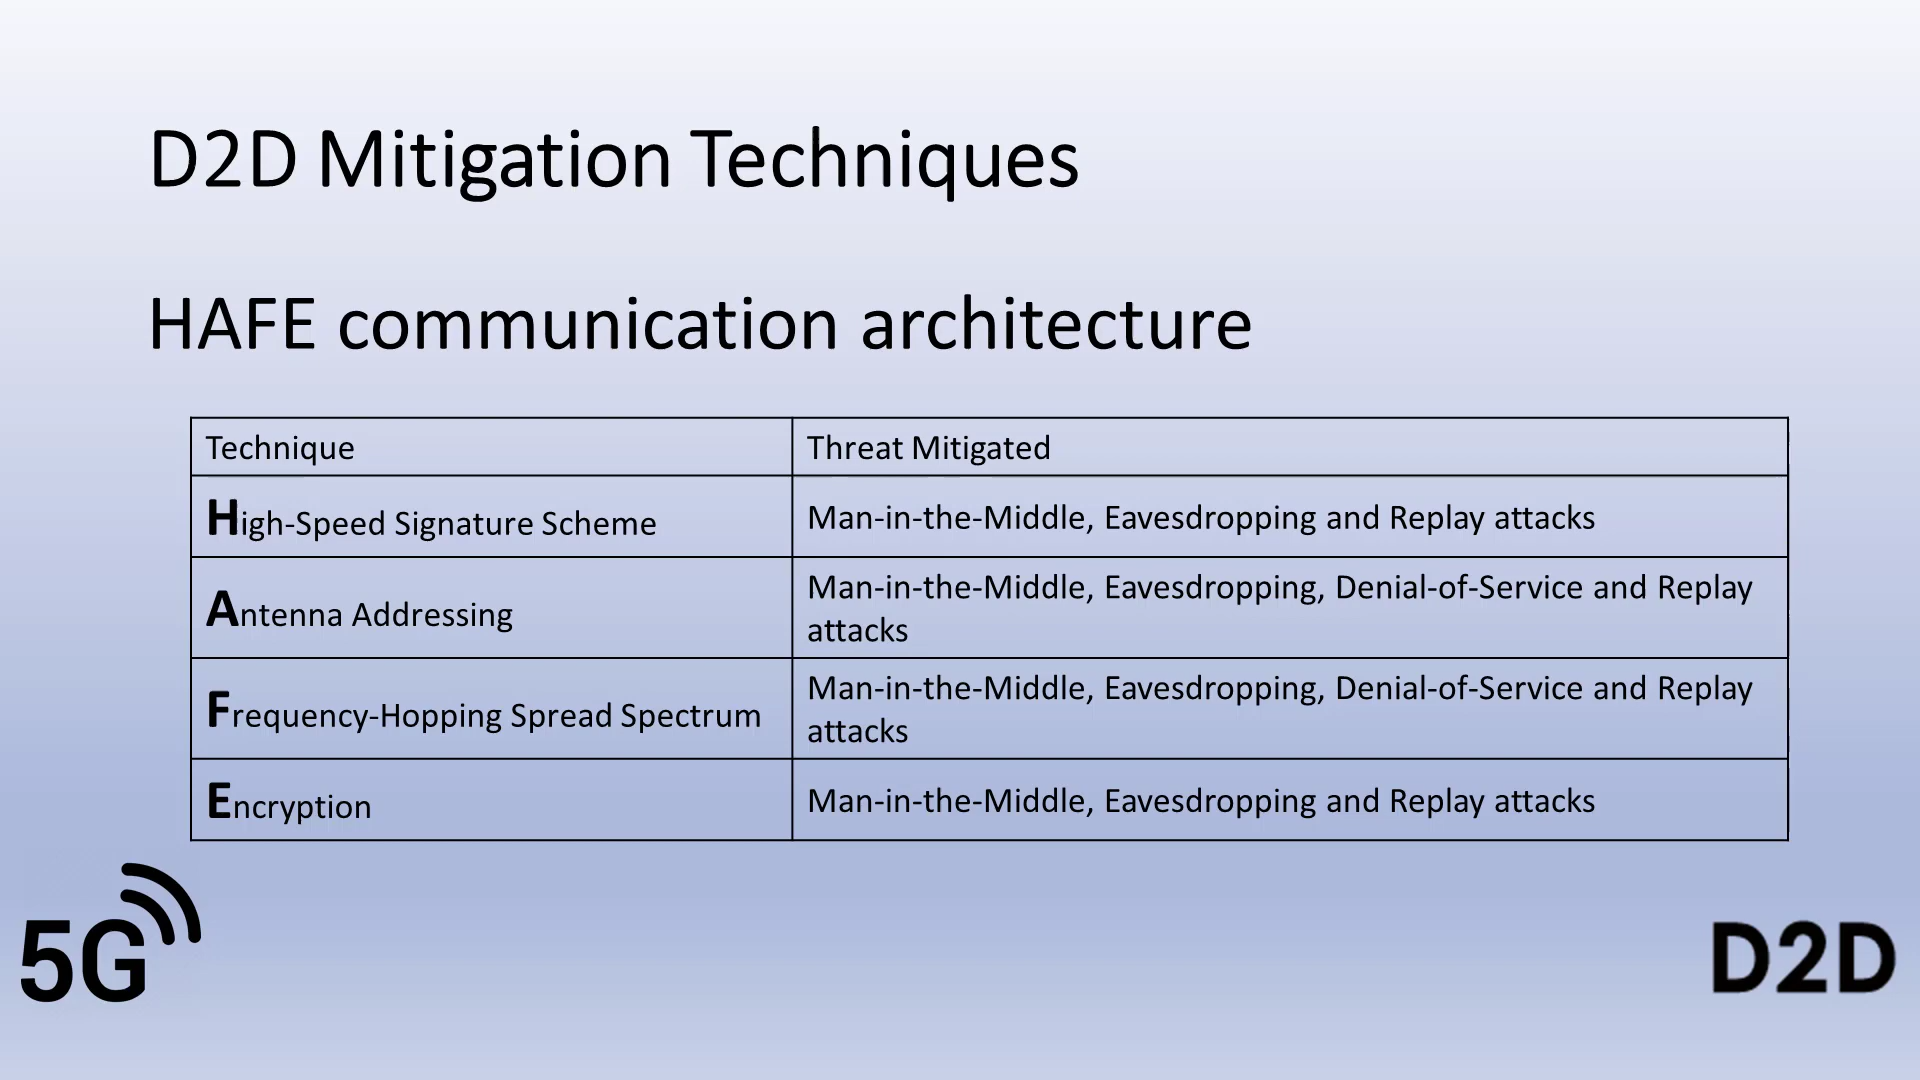 D2D Mitigation Techniques
HAFE communication architecture
Technique
Threat Mitigated
High-Speed Signature Scheme
Man-in-the-Middle, Eavesdropping and Replay attacks
Antenna Addressing
Man-in-the-Middle, Eavesdropping, Denial-of-Service and Replay
attacks
Frequency-Hopping Spread Spectrum
Man-in-the-Middle, Eavesdropping, Denial-of-Service and Replay
attacks
Encryption
Man-in-the-Middle, Eavesdropping and Replay attacks
5G
D2D